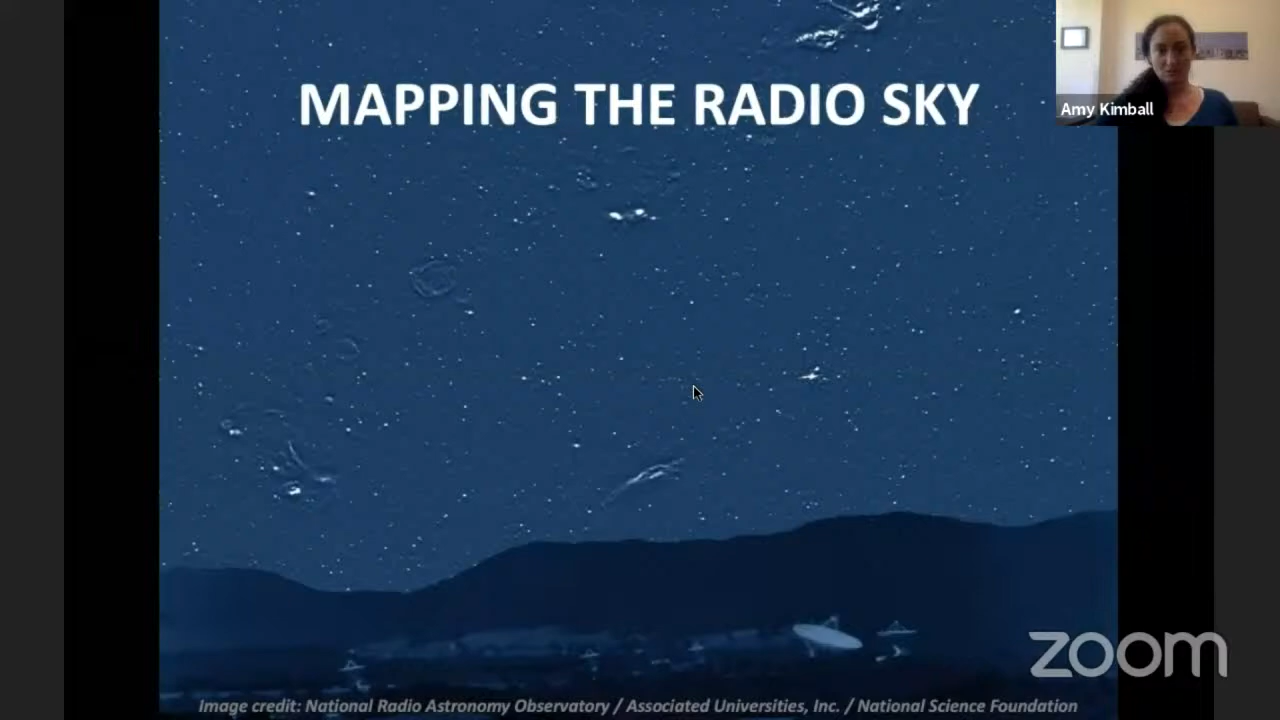 MAPPING THE RADIO SKY
Amy Kimball
zoom
Image credit: National Radio Astronomy Observatory / Associated Universities, Inc. / National Science Foundation